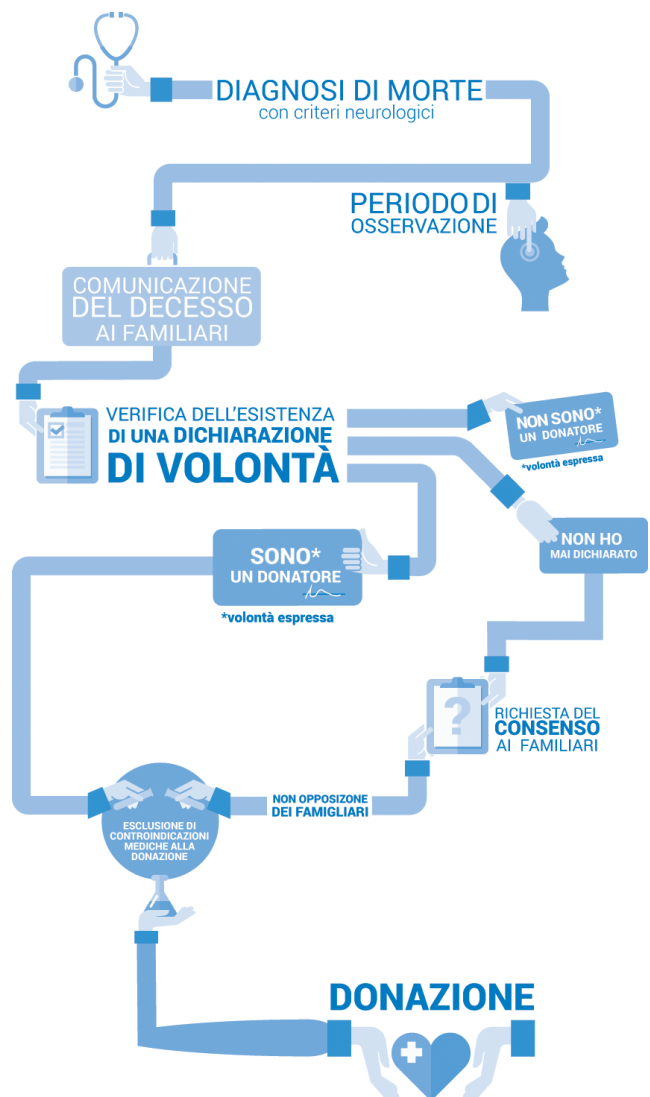 DIAGNOSI DI MORTE
con criteri neurologici
PERIODO DI
OSSERVAZIONE
COMUNICAZIONE
DEL DECESSO
AI FAMILIARI
VERIFICA DELL'ESISTENZA
DI UNA DICHIARAZIONE
DI VOLONTÀ
NON SONO*
UN DONATORE
*volontà espressa
NON HO
MAI DICHIARATO
SONO*
UN DONATORE
*volontà espressa
RICHIESTA DEL
CONSENSO
AI FAMILIARI
?
NON OPPOSIZONE
DEI FAMIGLIARI
ESCLUSIONE DI
CONTROINDICAZIONI
MEDICHE ALLA
DONAZIONE
DONAZIONE